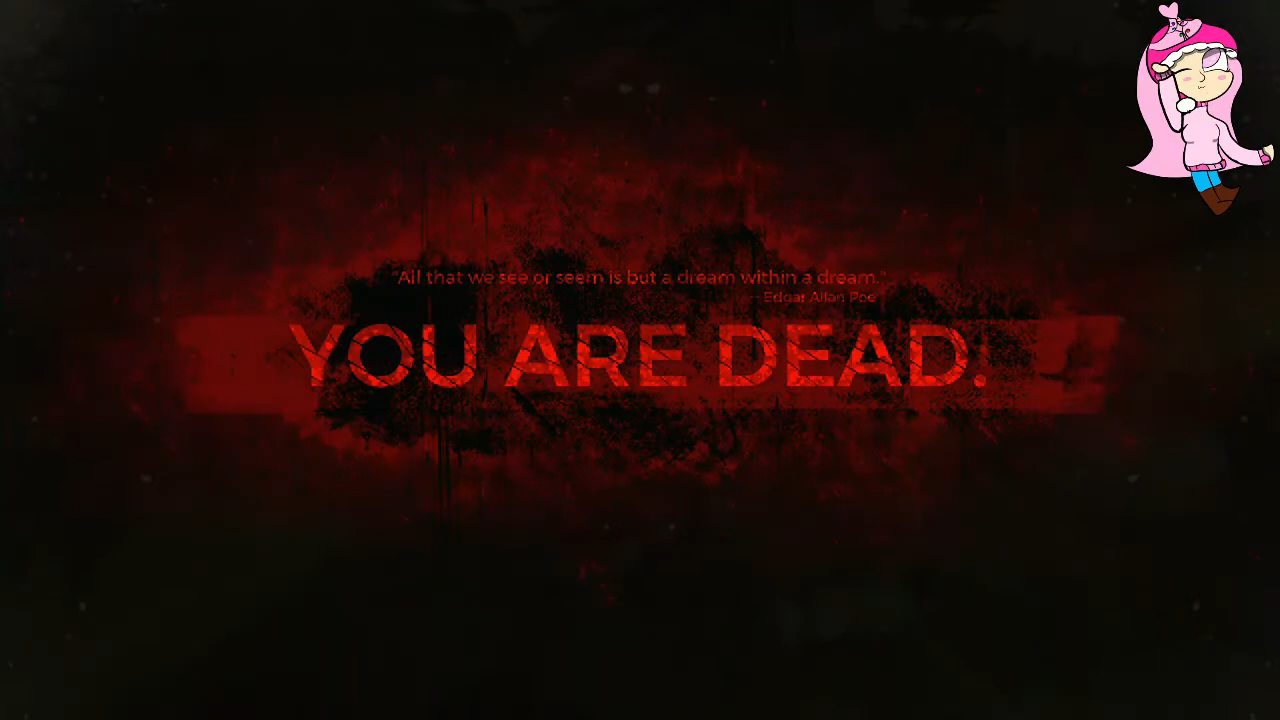 "All that we see or seem is but a dream within a dream."
—Edgar Allan Poe
YOU ARE DEAD.